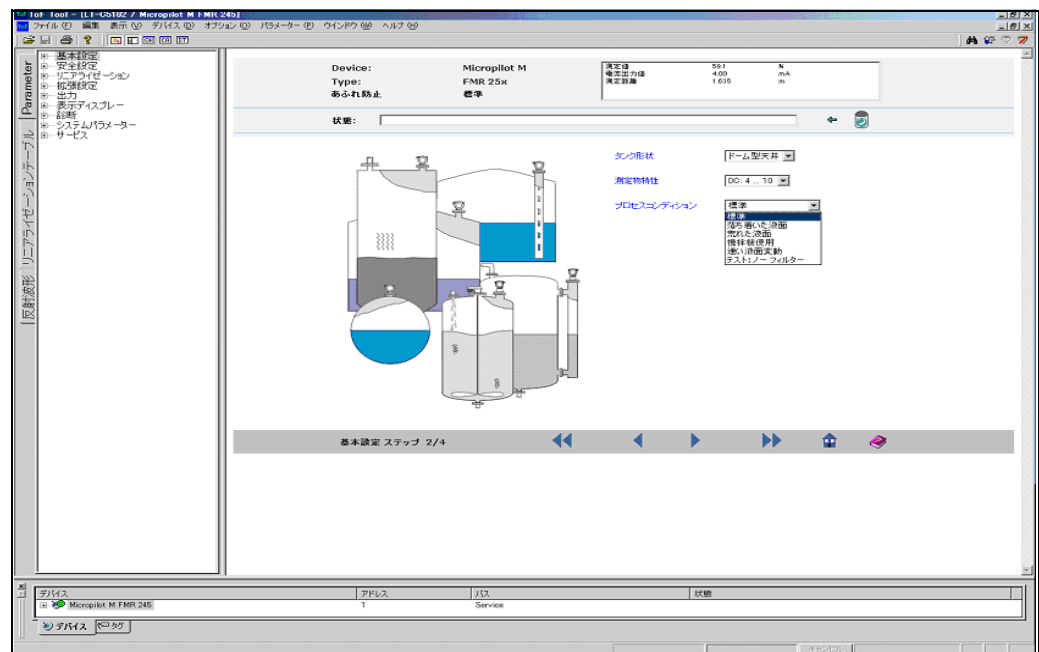 ToF Tool - [LT-G5102 / Micropilot M FMR 245]
ファイル(F) 編集 表示(V) デバイス(D) オプション(O) パラメーター(P) ウインドウ(W) ヘルプ(H)
Parameter
リニアライゼーションテーブル
反射波形
基本設定
安全設定
リニアライゼーション
拡張設定
出力
表示ディスプレー
診断
システムパラメーター
サービス
Device: Micropilot M
Type: FMR 25x
あふれ防止 標準
測定値 59.1 %
電流出力値 4.00 mA
測定距離 1.635 m
状態:
タンク形状 ドーム型天井
測定物特性 DC: 4 .. 10
プロセスコンディション 標準
標準
落ち着いた液面
荒れた液面
攪拌機使用
速い液面変動
テスト:ノーフィルター
基本設定 ステップ 2/4
デバイス アドレス パス 状態
Micropilot M FMR 245 1 Service
デバイス タグ
キャンセル